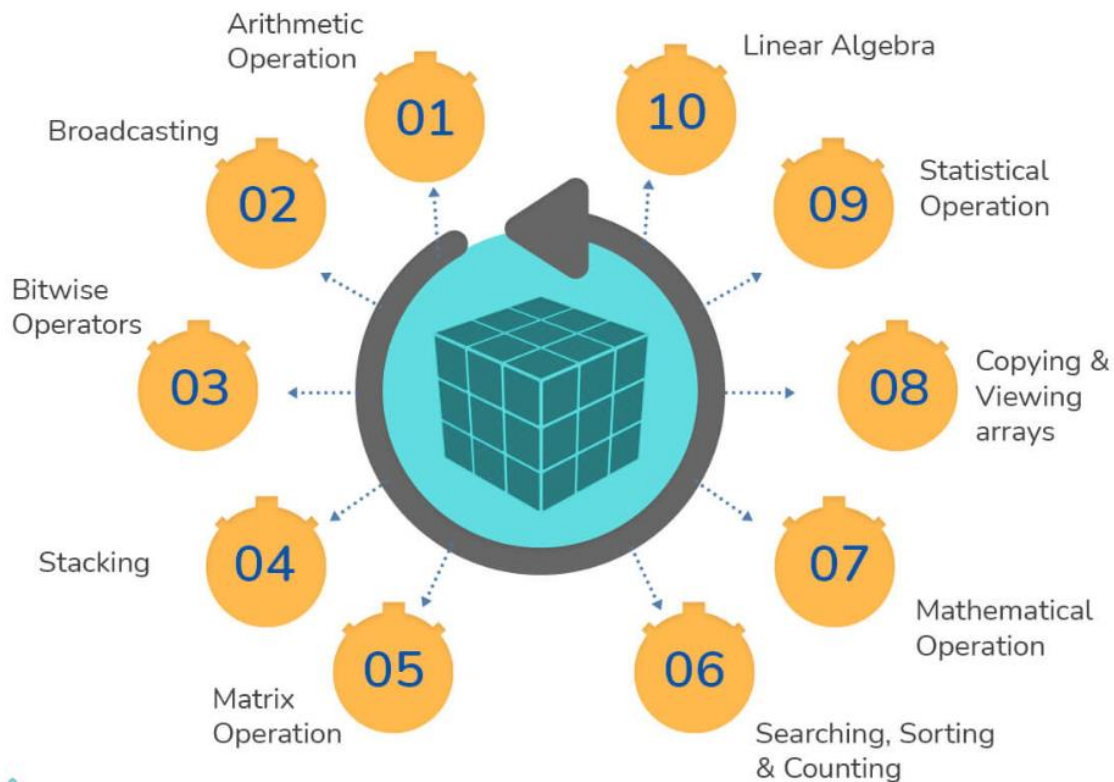 Arithmetic
Operation
01
Broadcasting
02
Bitwise
Operators
03
Stacking
04
Matrix
Operation
05
Searching, Sorting
& Counting
06
Mathematical
Operation
07
Copying &
Viewing
arrays
08
Statistical
Operation
09
Linear Algebra
10